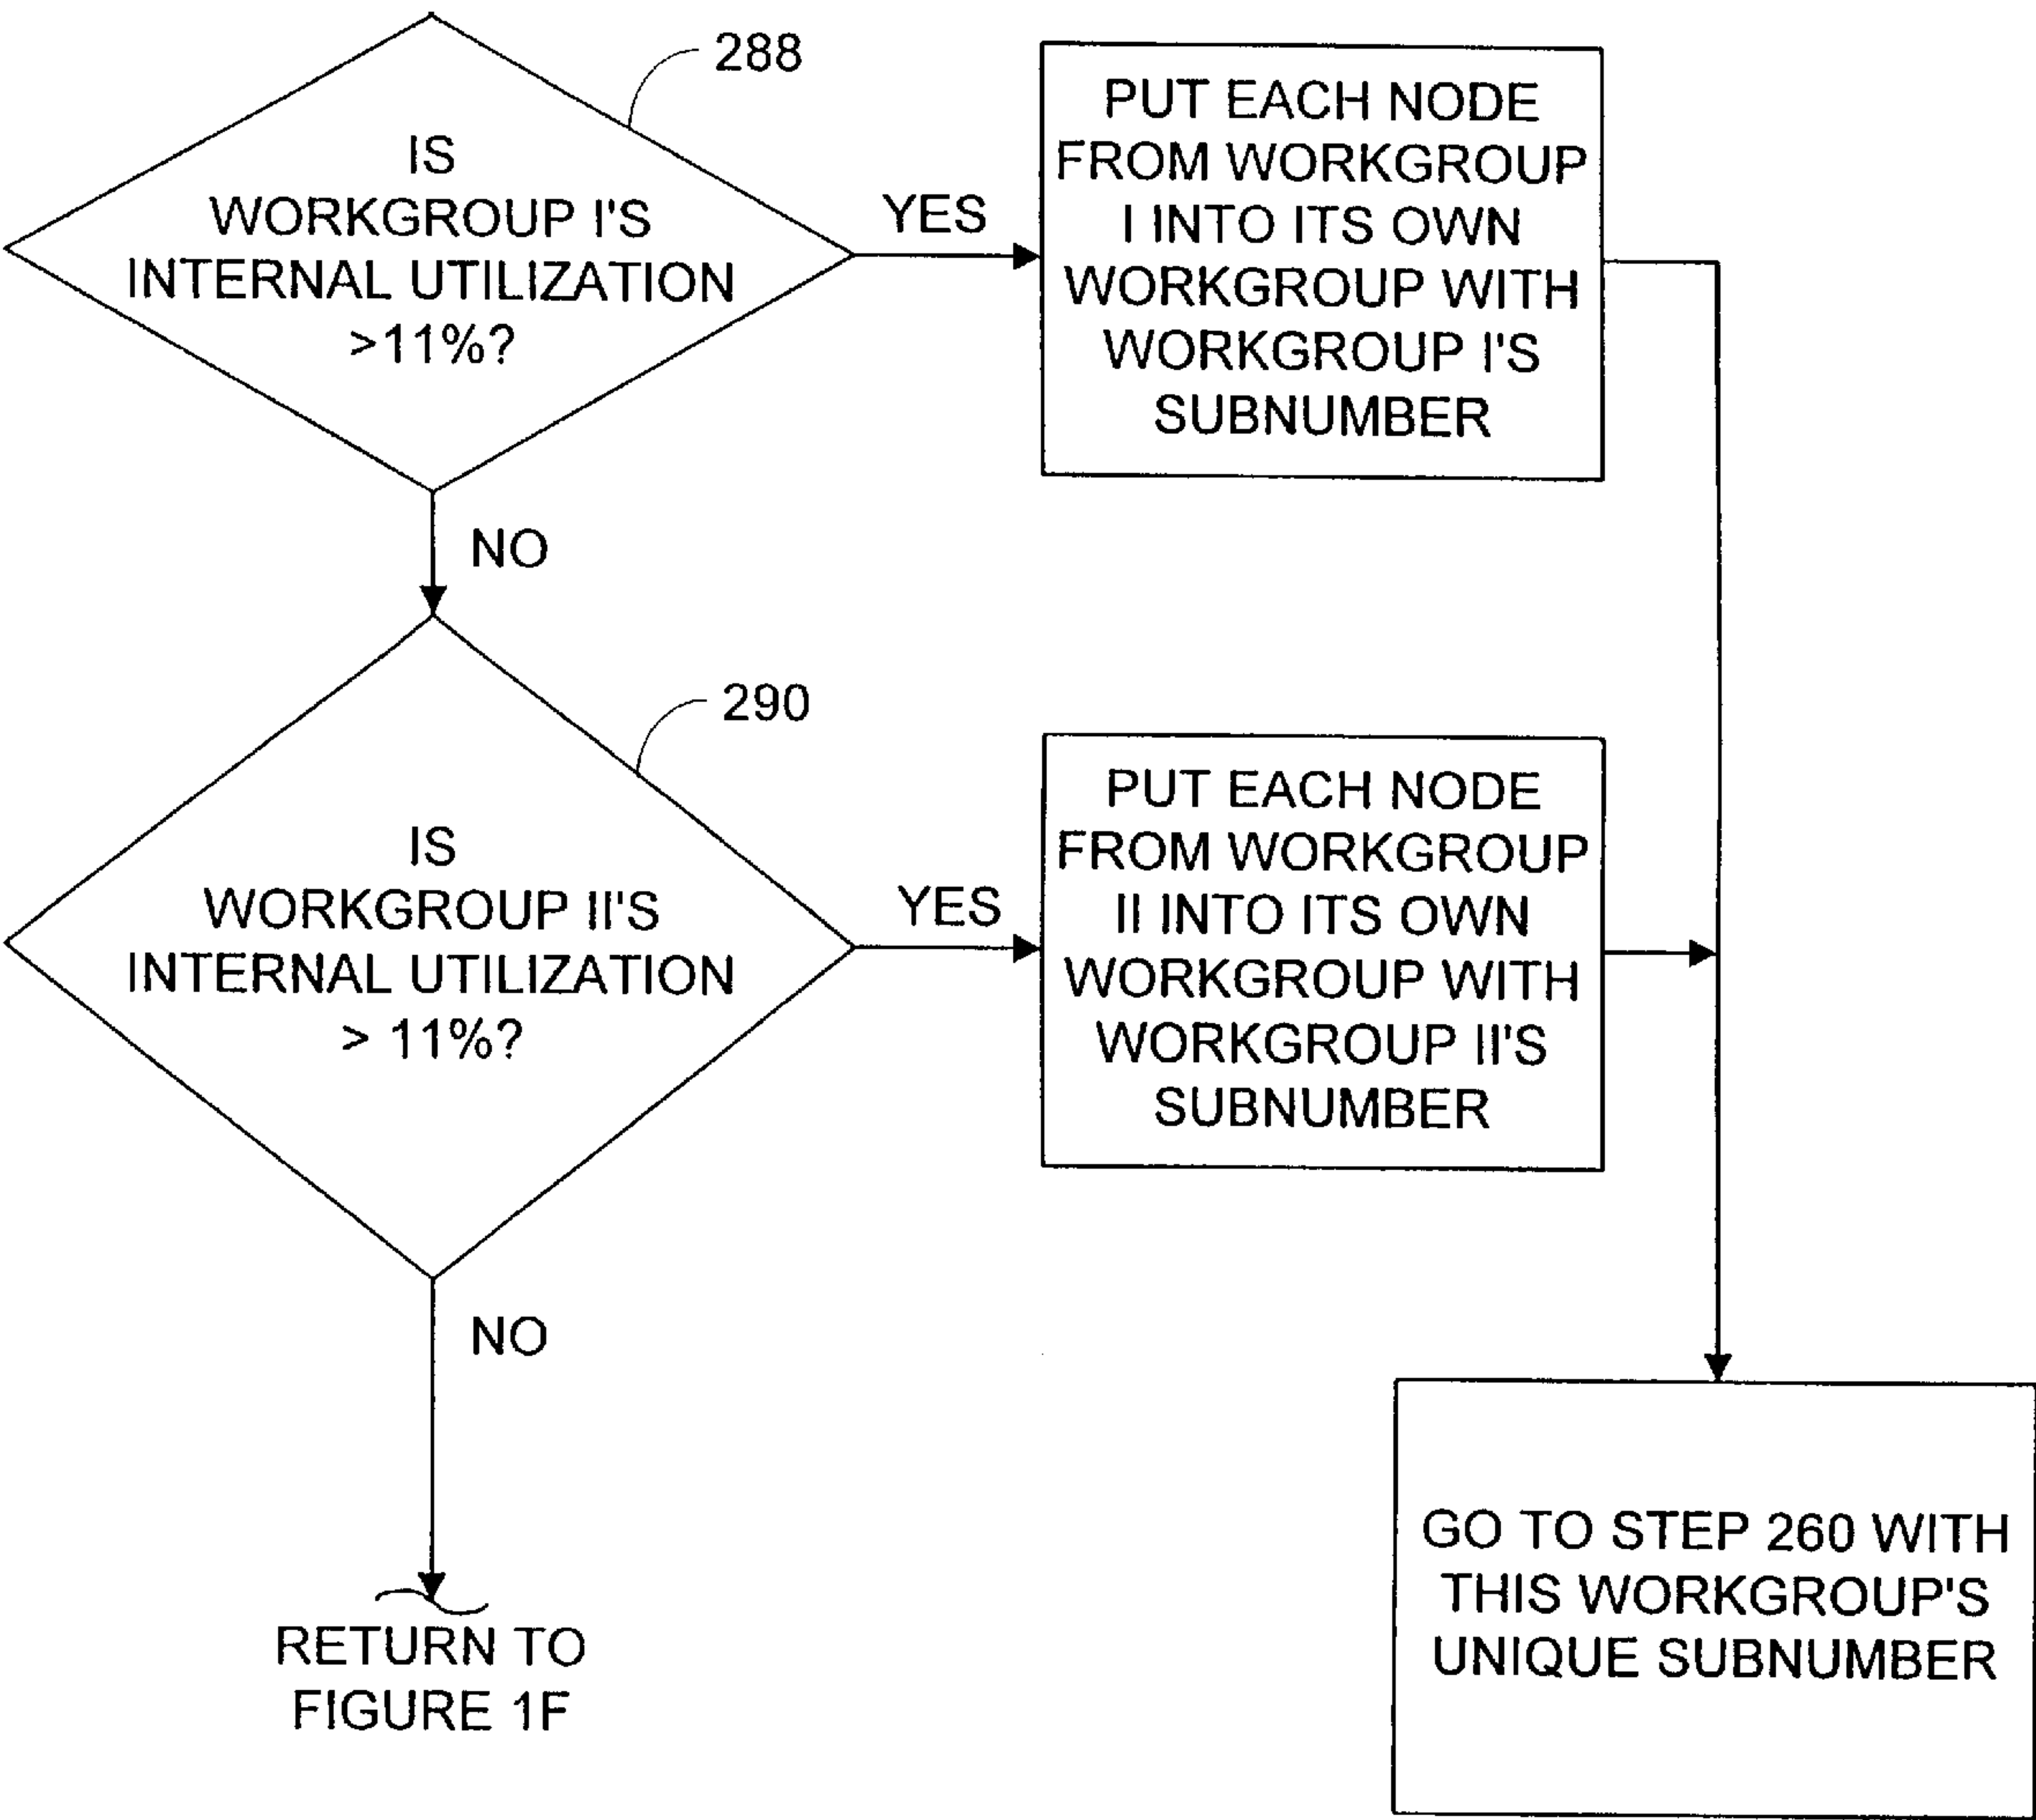 288
IS
WORKGROUP I'S
INTERNAL UTILIZATION
>11%?
YES
PUT EACH NODE
FROM WORKGROUP
I INTO ITS OWN
WORKGROUP WITH
WORKGROUP I'S
SUBNUMBER
NO
290
IS
WORKGROUP II'S
INTERNAL UTILIZATION
> 11%?
YES
PUT EACH NODE
FROM WORKGROUP
II INTO ITS OWN
WORKGROUP WITH
WORKGROUP II'S
SUBNUMBER
NO
RETURN TO
FIGURE 1F
GO TO STEP 260 WITH
THIS WORKGROUP'S
UNIQUE SUBNUMBER